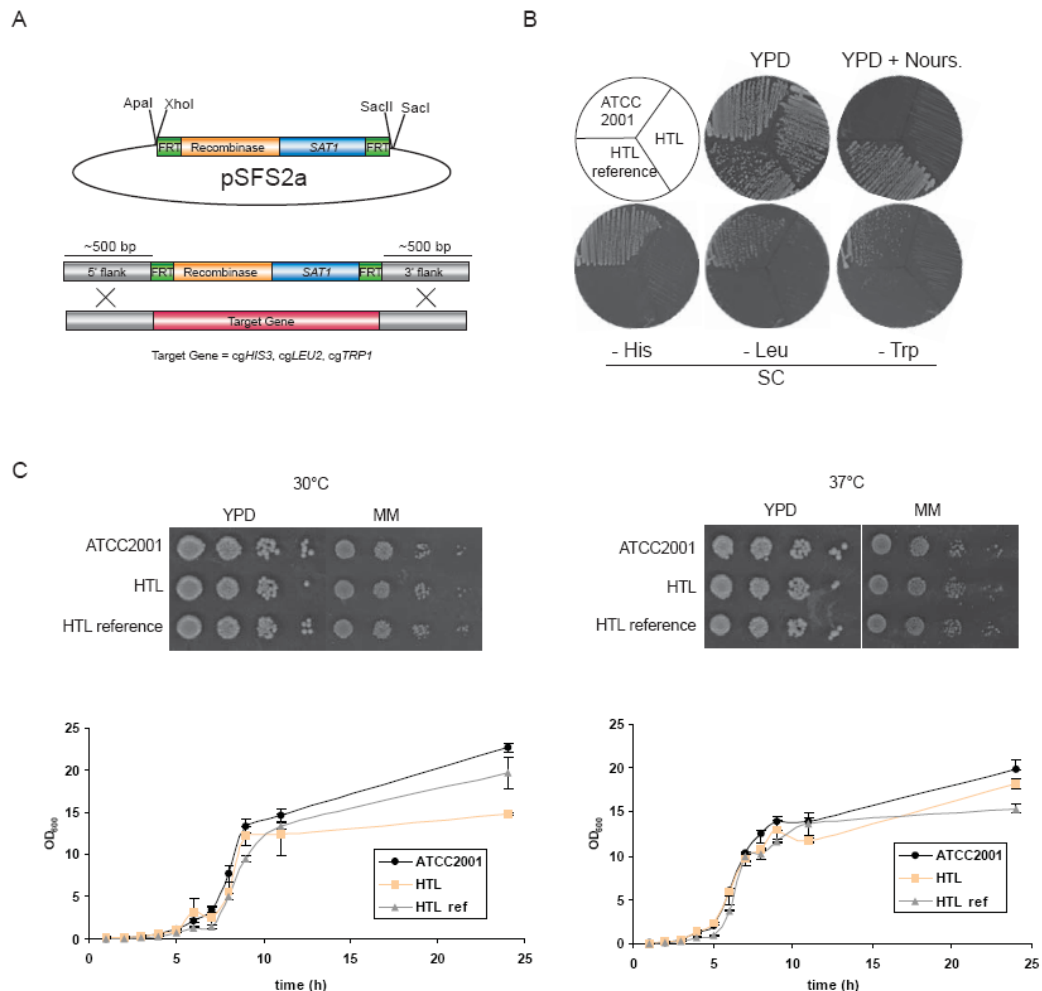 A
ApaI XhoI SacII SacI
FRT Recombinase SAT1 FRT
pSFS2a
~500 bp ~500 bp
5' flank FRT Recombinase SAT1 FRT 3' flank
Target Gene
Target Gene = cgHIS3, cgLEU2, cgTRP1
B
YPD YPD + Nours.
ATCC
2001
HTL
HTL
reference
- His - Leu - Trp
SC
C
30°C
YPD MM
ATCC2001
HTL
HTL reference
37°C
YPD MM
ATCC2001
HTL
HTL reference
OD600
25
20
15
10
5
0
0 5 10 15 20 25
time (h)
ATCC2001
HTL
HTL ref
OD600
25
20
15
10
5
0
0 5 10 15 20 25
time (h)
ATCC2001
HTL
HTL ref